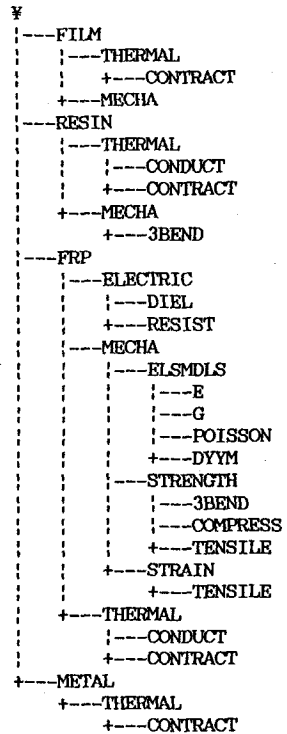 ¥
¦---FILM
¦   ¦---THERMAL
¦   ¦   +---CONTRACT
¦   +---MECHA
¦---RESIN
¦   ¦---THERMAL
¦   ¦   ¦---CONDUCT
¦   ¦   +---CONTRACT
¦   +---MECHA
¦       +---3BEND
¦---FRP
¦   ¦---ELECTRIC
¦   ¦   ¦---DIEL
¦   ¦   +---RESIST
¦   ¦---MECHA
¦   ¦   ¦---ELSMDLS
¦   ¦   ¦   ¦---E
¦   ¦   ¦   ¦---G
¦   ¦   ¦   ¦---POISSON
¦   ¦   ¦   +---DYYM
¦   ¦   ¦---STRENGTH
¦   ¦   ¦   ¦---3BEND
¦   ¦   ¦   ¦---COMPRESS
¦   ¦   ¦   +---TENSILE
¦   ¦   +---STRAIN
¦   ¦       +---TENSILE
¦   +---THERMAL
¦       ¦---CONDUCT
¦       +---CONTRACT
+---METAL
    +---THERMAL
        +---CONTRACT